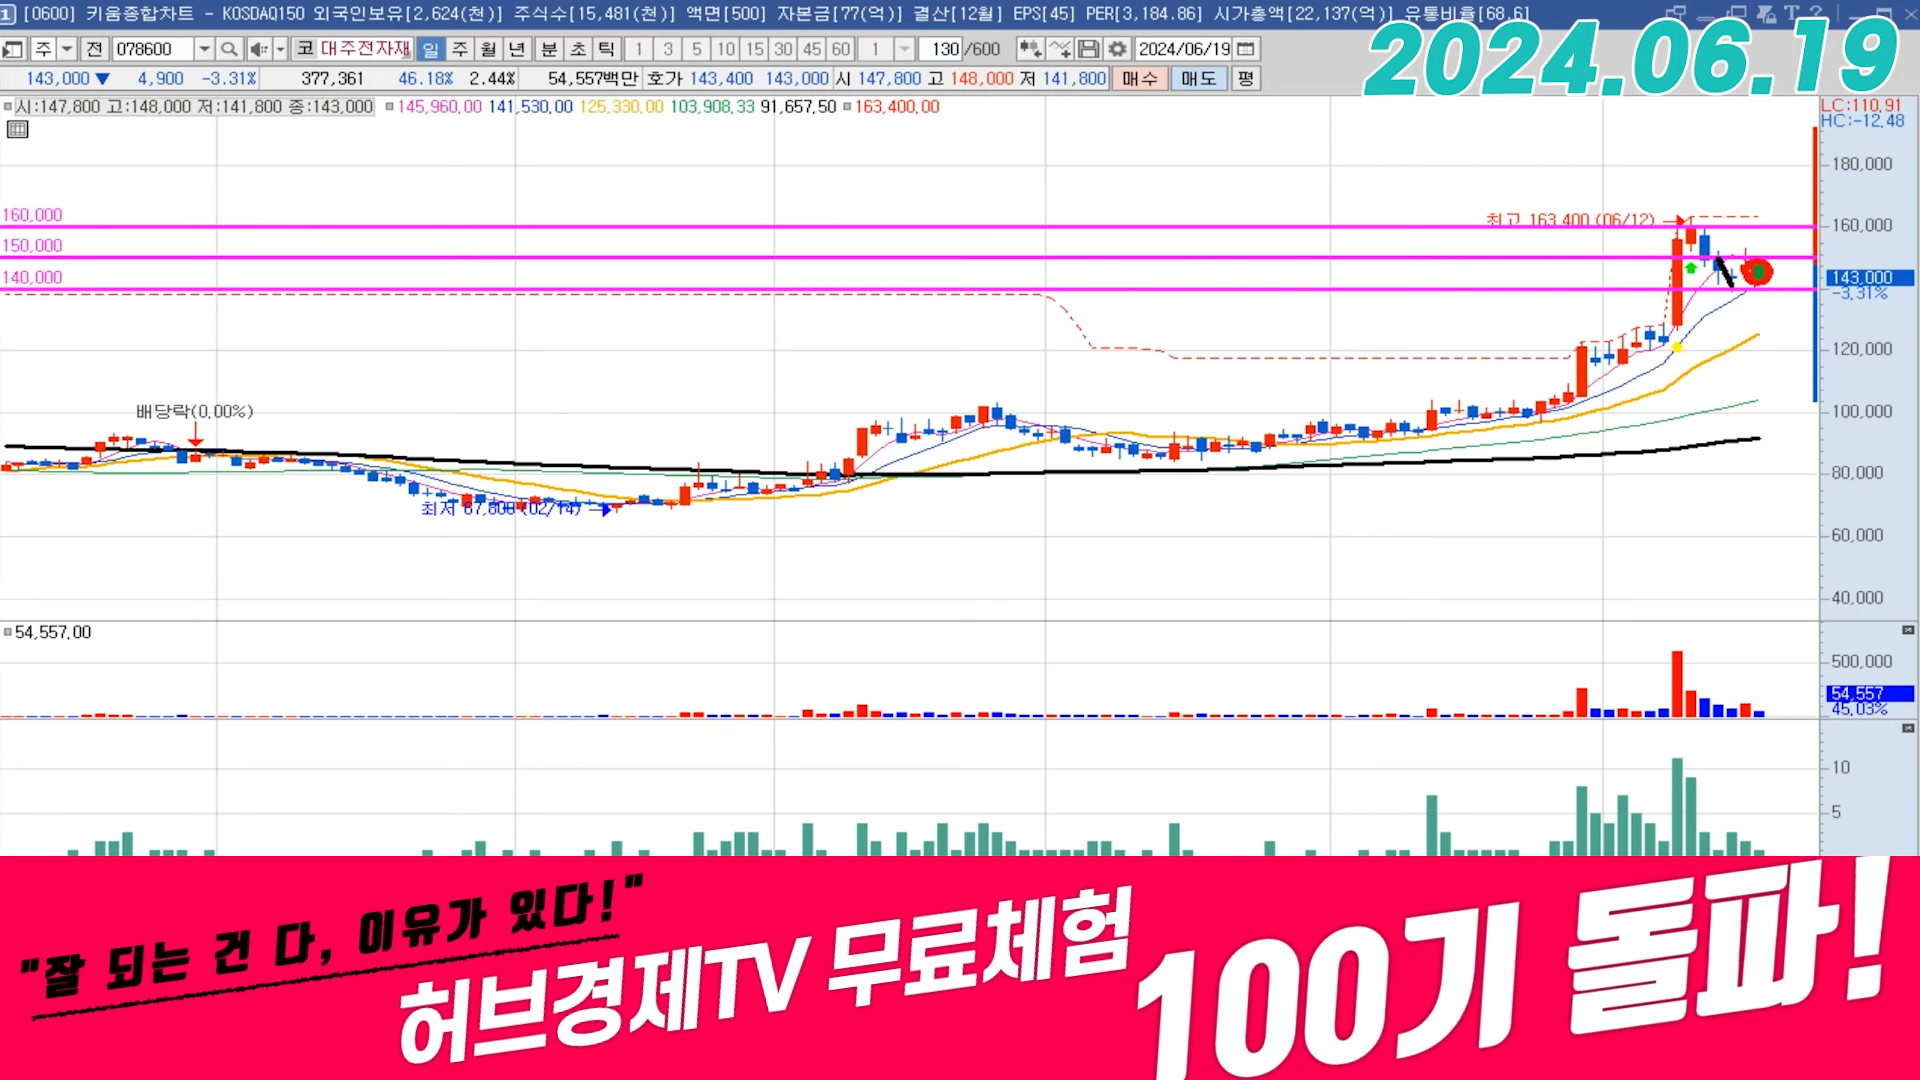 1 [0600] 키움종합차트 - KOSDAQ150 외국인보유[2,624(천)] 주식수[15,481(천)] 액면[500] 자본금[77(억)] 결산[12월] EPS[45] PER[3,184.86] 시가총액[22,137(억)] 유통비율[68.6]
2024.06.19
주 전 078600 코 대주전자재 일 주 월 년 분 초 틱 1 3 5 10 15 30 45 60 1 130 /600 2024/06/19
143,000 ▼ 4,900 -3.31% 377,361 46.18% 2.44% 54,557백만 호가 143,400 143,000 시 147,800 고 148,000 저 141,800 매수 매도 평
시:147,800 고:148,000 저:141,800 종:143,000 145,960.00 141,530.00 125,330.00 103,908.33 91,657.50 163,400.00
LC:110.91
HC:-12.48
180,000
160,000
최고 163,400 (06/12)
160,000
150,000
140,000
143,000
-3.31%
120,000
배당락(0.00%)
100,000
80,000
최저 67,800 (02/14)
60,000
40,000
54,557.00
500,000
54,557
45.03%
10
5
"잘 되는 건 다, 이유가 있다!"
허브경제TV 무료체험
100기 돌파!